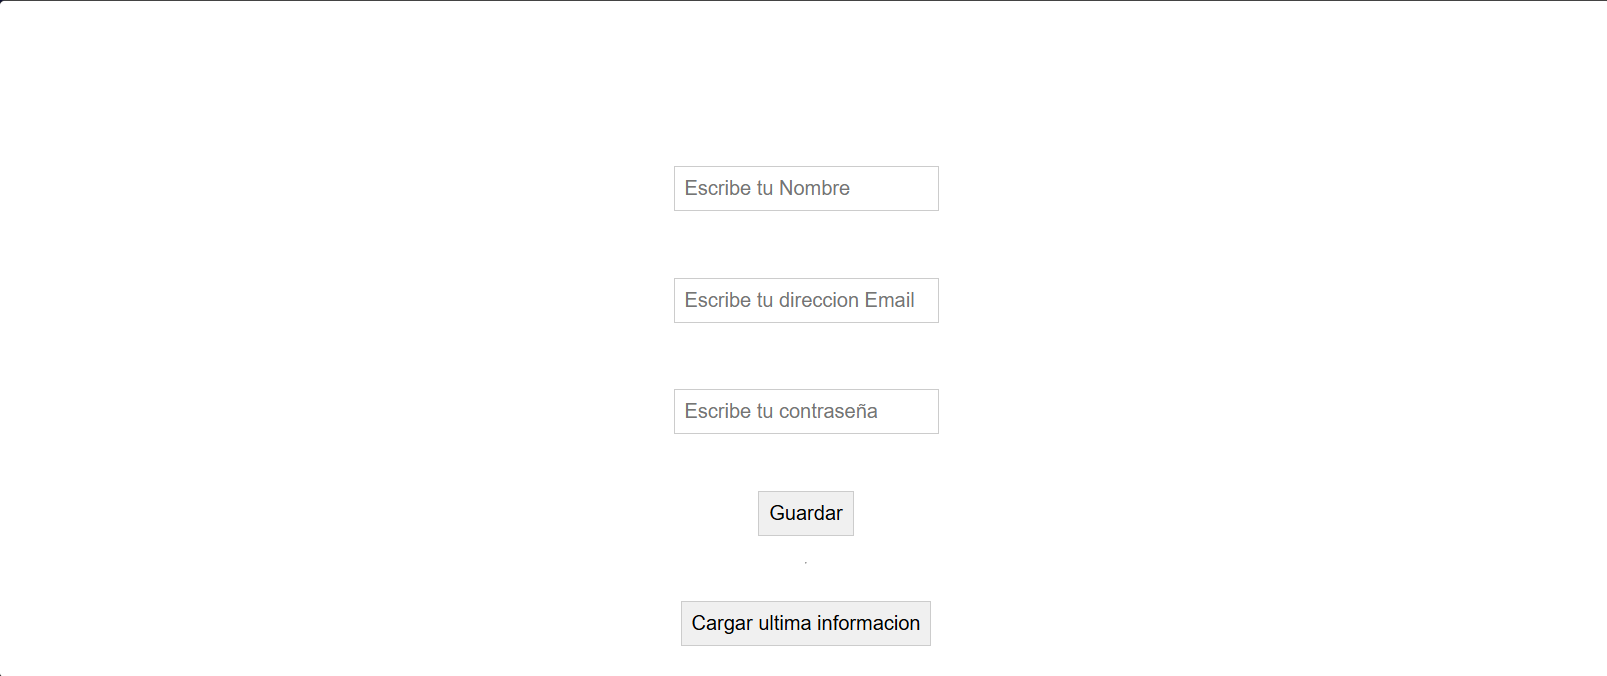 Escribe tu Nombre
Escribe tu direccion Email
Escribe tu contraseña
Guardar
Cargar ultima informacion